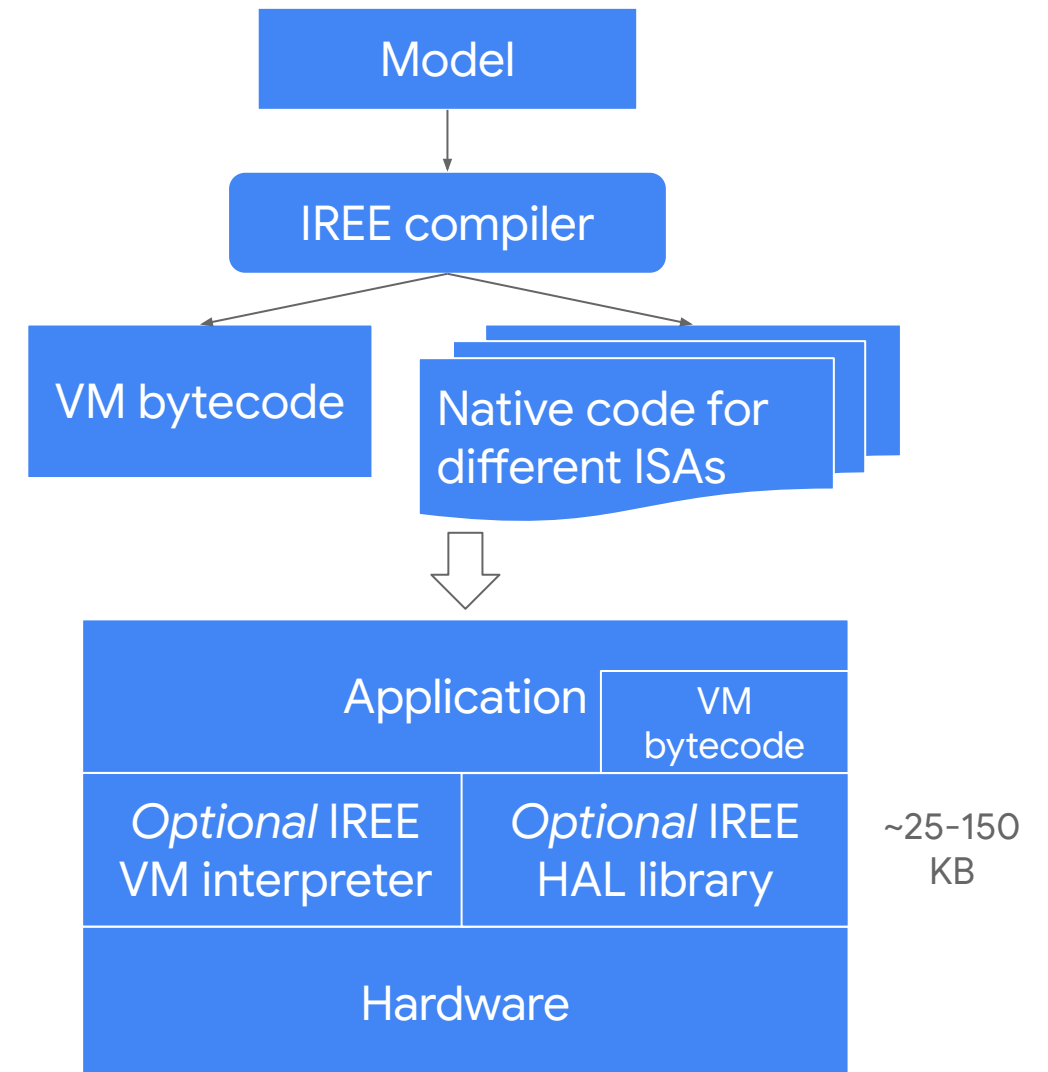 Model
IREE compiler
VM bytecode
Native code for
different ISAs
Application
VM
bytecode
Optional IREE
VM interpreter
Optional IREE
HAL library
~25-150
KB
Hardware